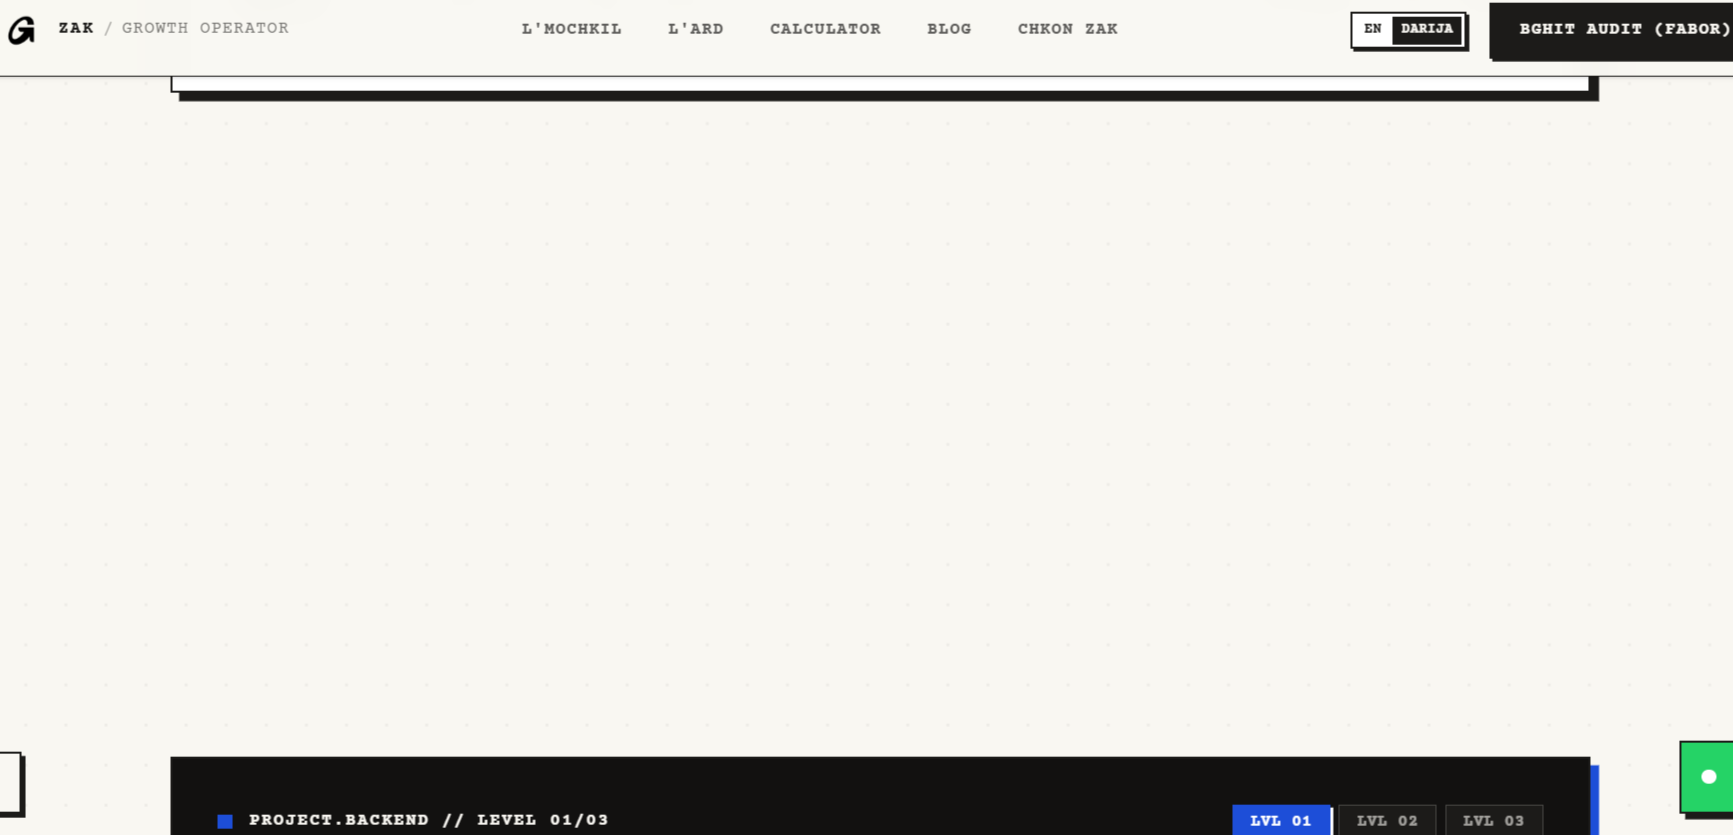 ZAK / GROWTH OPERATOR
L'MOCHKIL
L'ARD
CALCULATOR
BLOG
CHKON ZAK
EN
DARIJA
BGHIT AUDIT (FABOR)
PROJECT.BACKEND // LEVEL 01/03
LVL 01
LVL 02
LVL 03